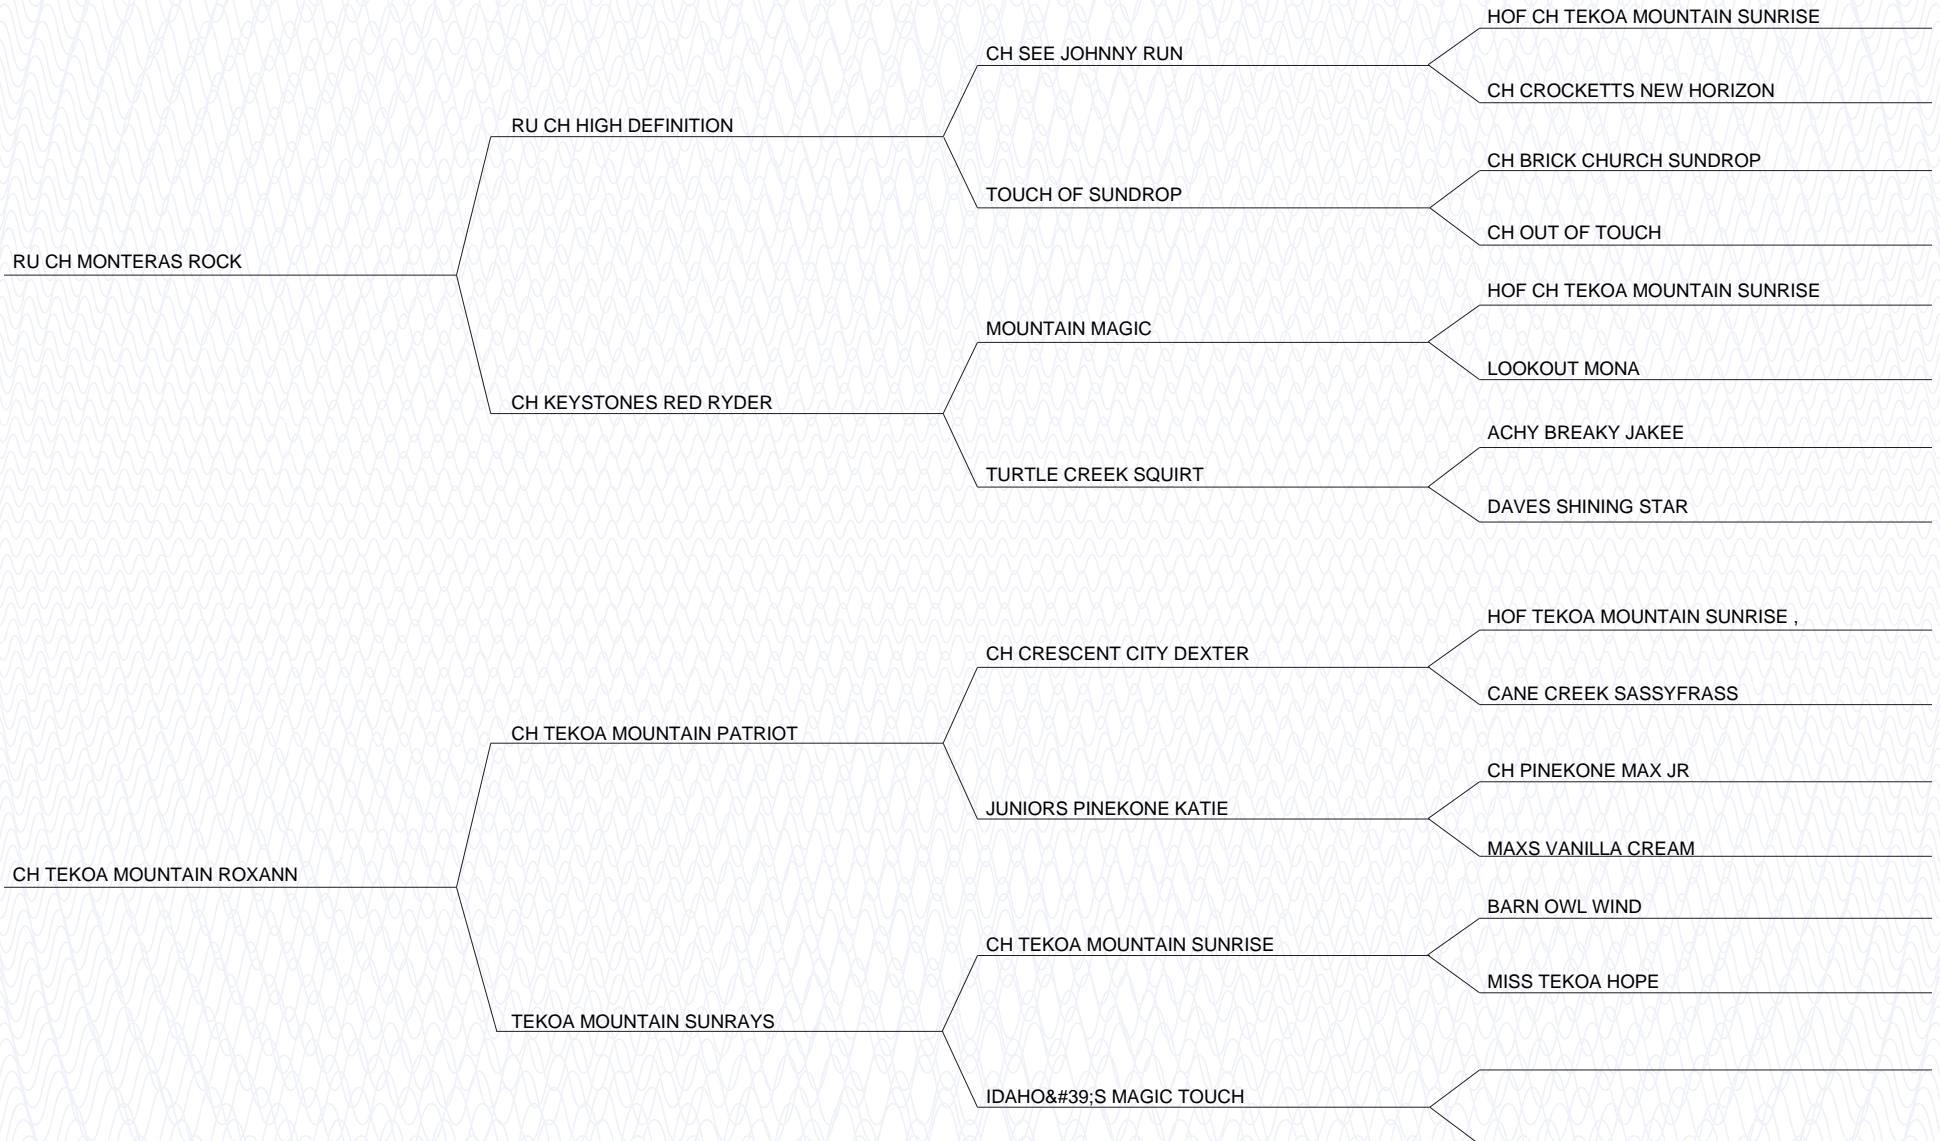 HOF CH TEKOA MOUNTAIN SUNRISE
CH SEE JOHNNY RUN
CH CROCKETTS NEW HORIZON
RU CH HIGH DEFINITION
CH BRICK CHURCH SUNDROP
TOUCH OF SUNDROP
CH OUT OF TOUCH
RU CH MONTERAS ROCK
HOF CH TEKOA MOUNTAIN SUNRISE
MOUNTAIN MAGIC
LOOKOUT MONA
CH KEYSTONES RED RYDER
ACHY BREAKY JAKEE
TURTLE CREEK SQUIRT
DAVES SHINING STAR
HOF TEKOA MOUNTAIN SUNRISE ,
CH CRESCENT CITY DEXTER
CANE CREEK SASSYFRASS
CH TEKOA MOUNTAIN PATRIOT
CH PINEKONE MAX JR
JUNIORS PINEKONE KATIE
MAXS VANILLA CREAM
CH TEKOA MOUNTAIN ROXANN
BARN OWL WIND
CH TEKOA MOUNTAIN SUNRISE
MISS TEKOA HOPE
TEKOA MOUNTAIN SUNRAYS
IDAHO&#39;S MAGIC TOUCH